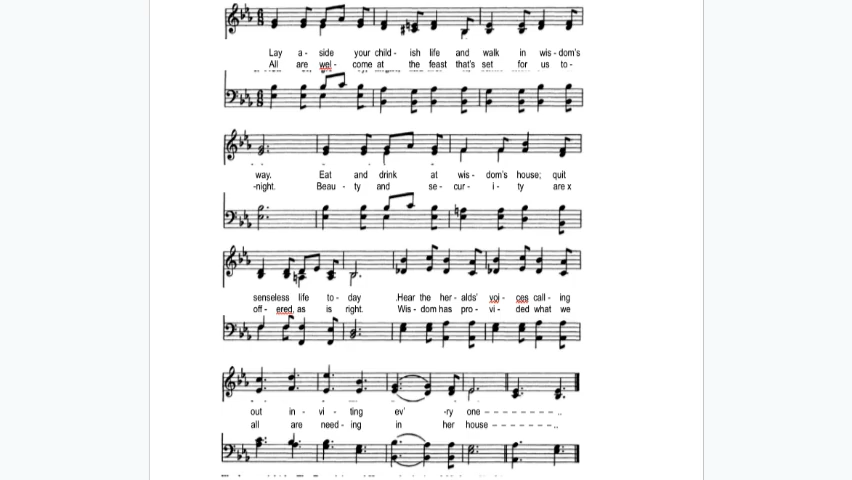 Lay a- side your child- ish life and walk in wis- dom's
All are wel- come at the feast that's set for us to-
way. Eat and drink at wis- dom's house; quit
-night. Beau - ty and se- cur- i- ty are x
senseless life to- day .Hear the her- alds' voi- ces call- ing
off- ered, as is right. Wis- dom has pro- vi- ded what we
out in- vi- ting ev' -ry one – – – – – – – – ..
all are need- ing in her house – – – – – – – ..